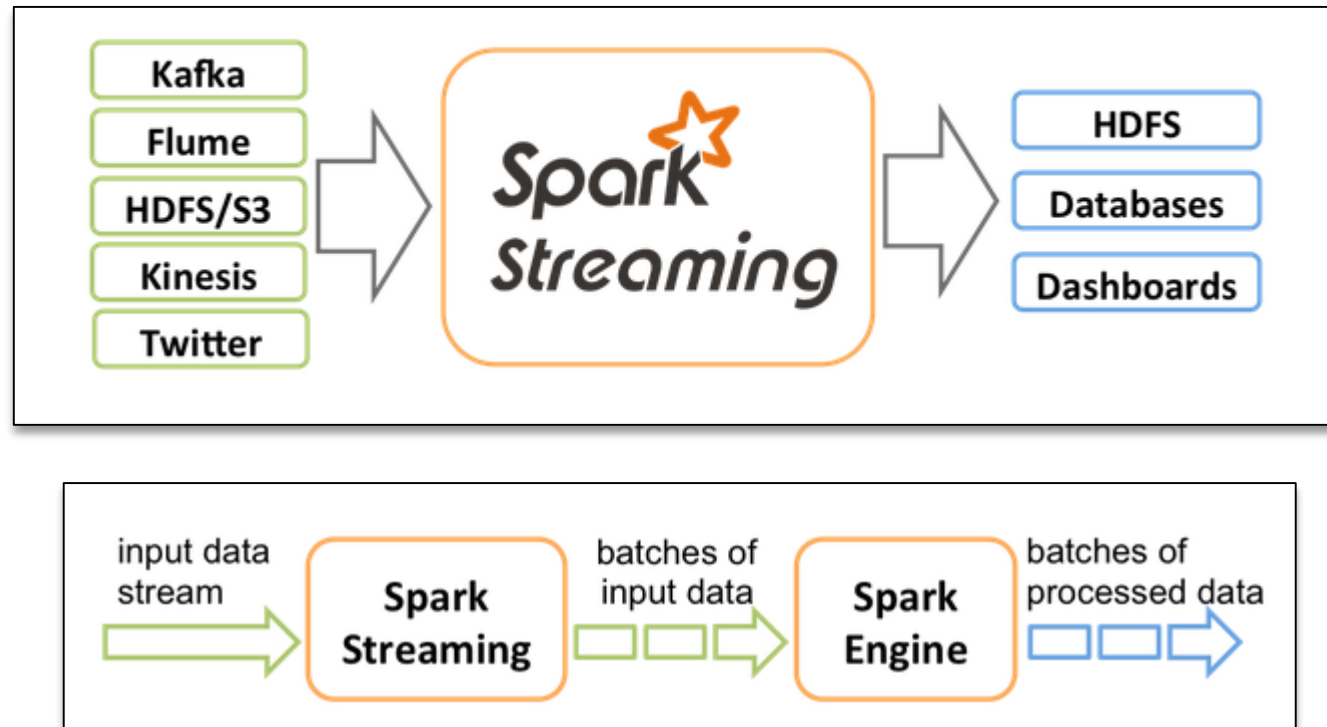 Kafka
Flume
HDFS/S3
Kinesis
Twitter
Spark
Streaming
HDFS
Databases
Dashboards
input data
stream
Spark
Streaming
batches of
input data
Spark
Engine
batches of
processed data